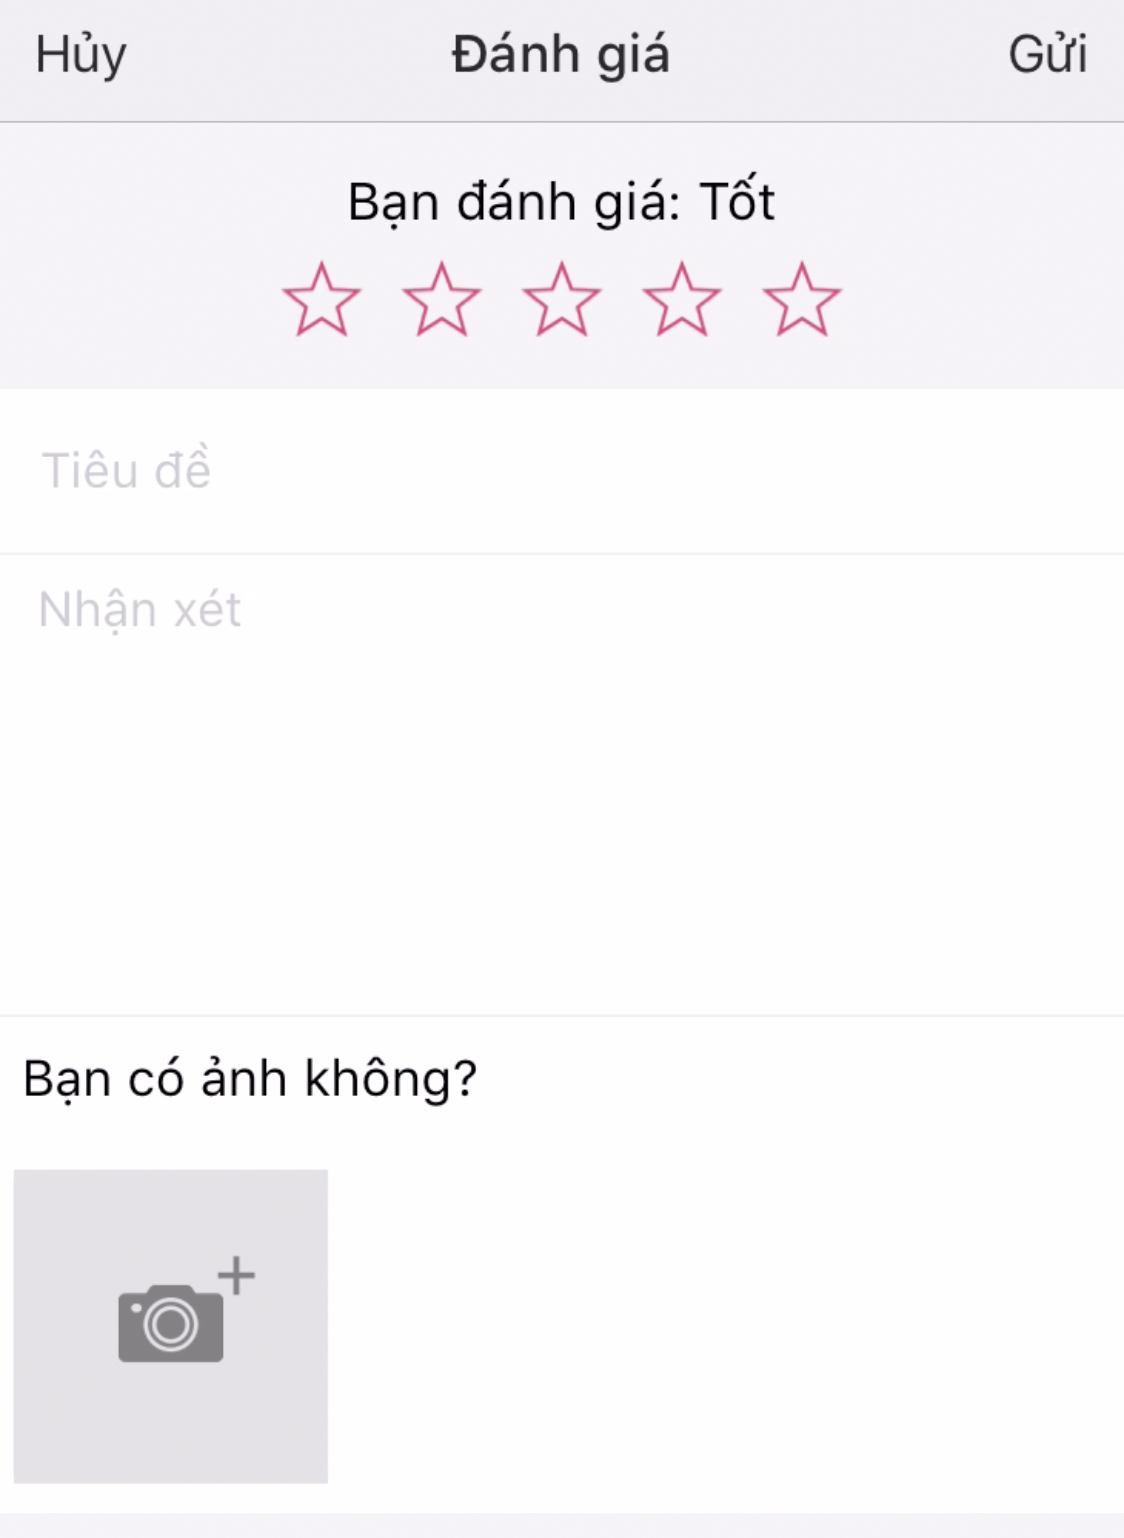 Hủy
Đánh giá
Gửi
Bạn đánh giá: Tốt
Tiêu đề
Nhận xét
Bạn có ảnh không?